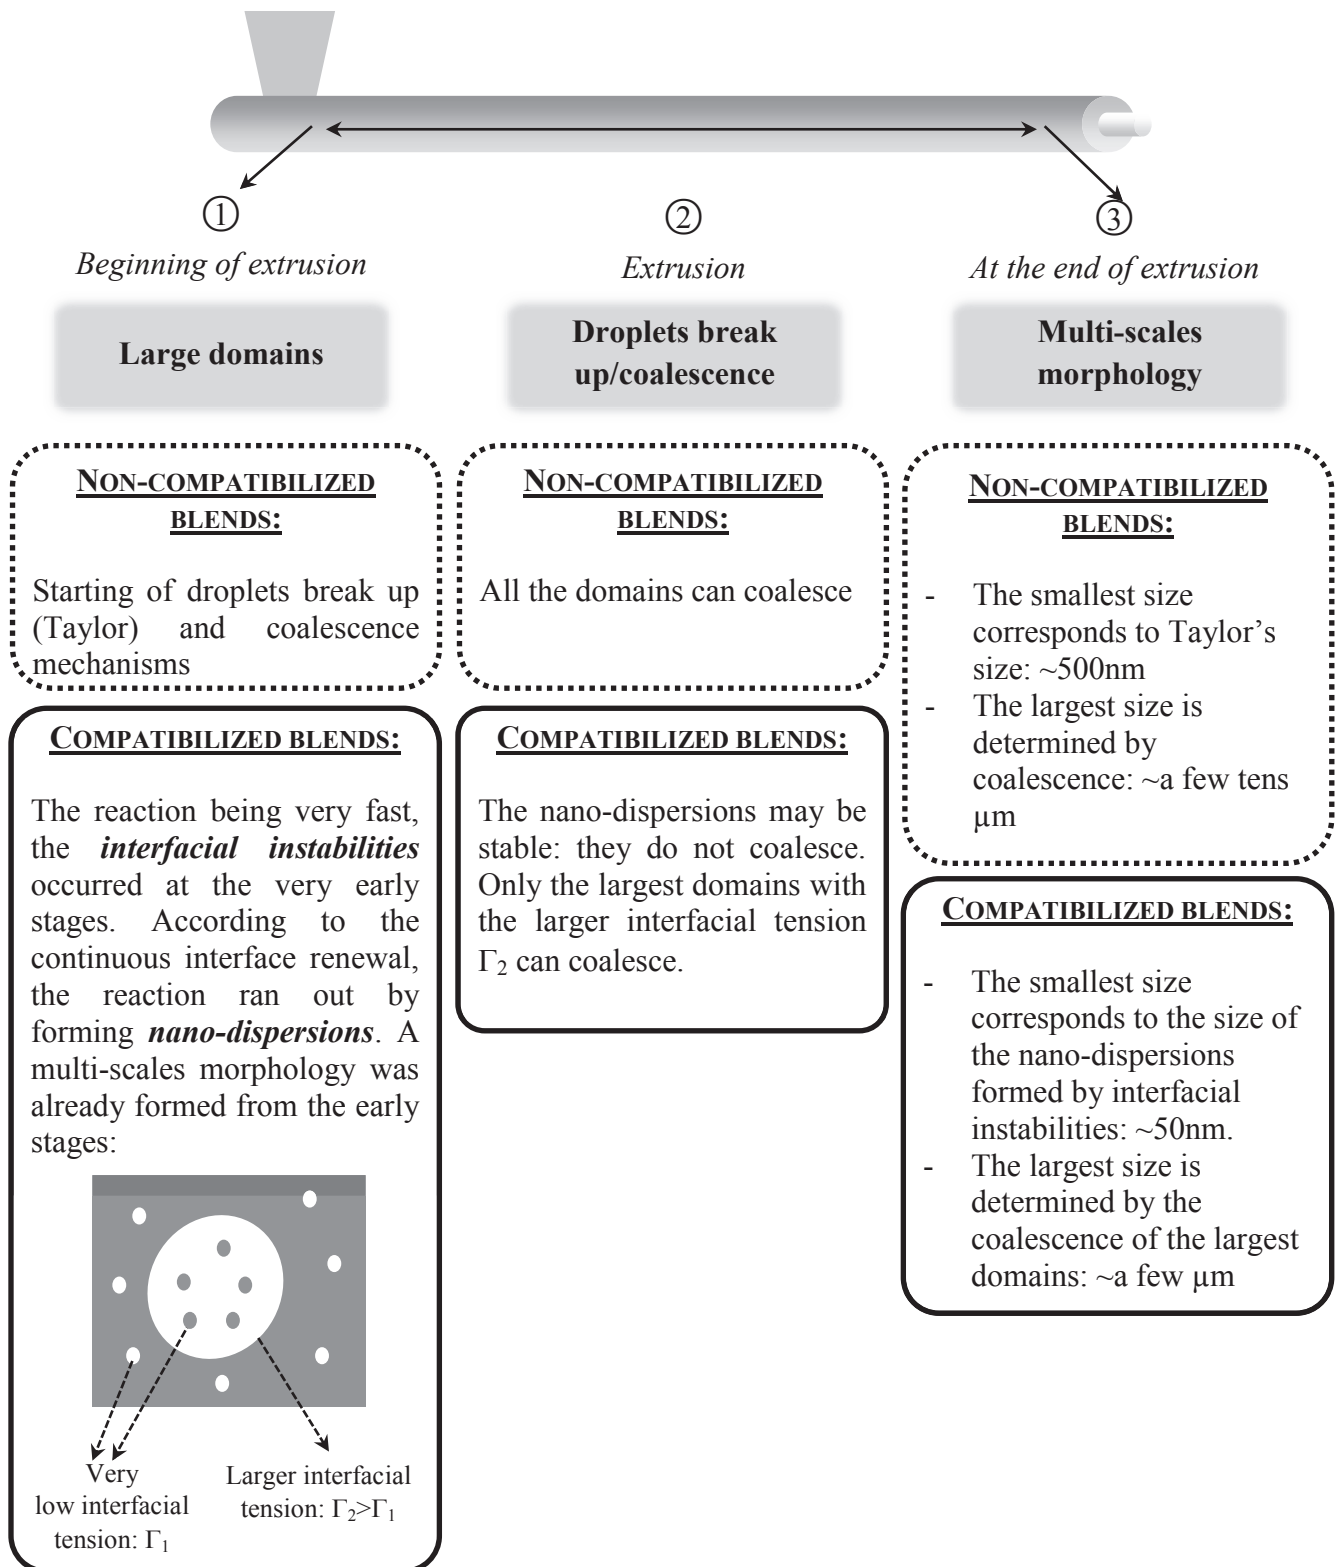 ①
Beginning of extrusion
Large domains
NON-COMPATIBILIZED
BLENDS:
Starting of droplets break up
(Taylor) and coalescence
mechanisms
COMPATIBILIZED BLENDS:
The reaction being very fast,
the interfacial instabilities
occurred at the very early
stages. According to the
continuous interface renewal,
the reaction ran out by
forming nano-dispersions. A
multi-scales morphology was
already formed from the early
stages:
Very
low interfacial
tension: Γ₁
Larger interfacial
tension: Γ₂>Γ₁
②
Extrusion
Droplets break
up/coalescence
NON-COMPATIBILIZED
BLENDS:
All the domains can coalesce
COMPATIBILIZED BLENDS:
The nano-dispersions may be
stable: they do not coalesce.
Only the largest domains with
the larger interfacial tension
Γ₂ can coalesce.
③
At the end of extrusion
Multi-scales
morphology
NON-COMPATIBILIZED
BLENDS:
- The smallest size
corresponds to Taylor’s
size: ~500nm
- The largest size is
determined by
coalescence: ~a few tens
µm
COMPATIBILIZED BLENDS:
- The smallest size
corresponds to the size of
the nano-dispersions
formed by interfacial
instabilities: ~50nm.
- The largest size is
determined by the
coalescence of the largest
domains: ~a few µm